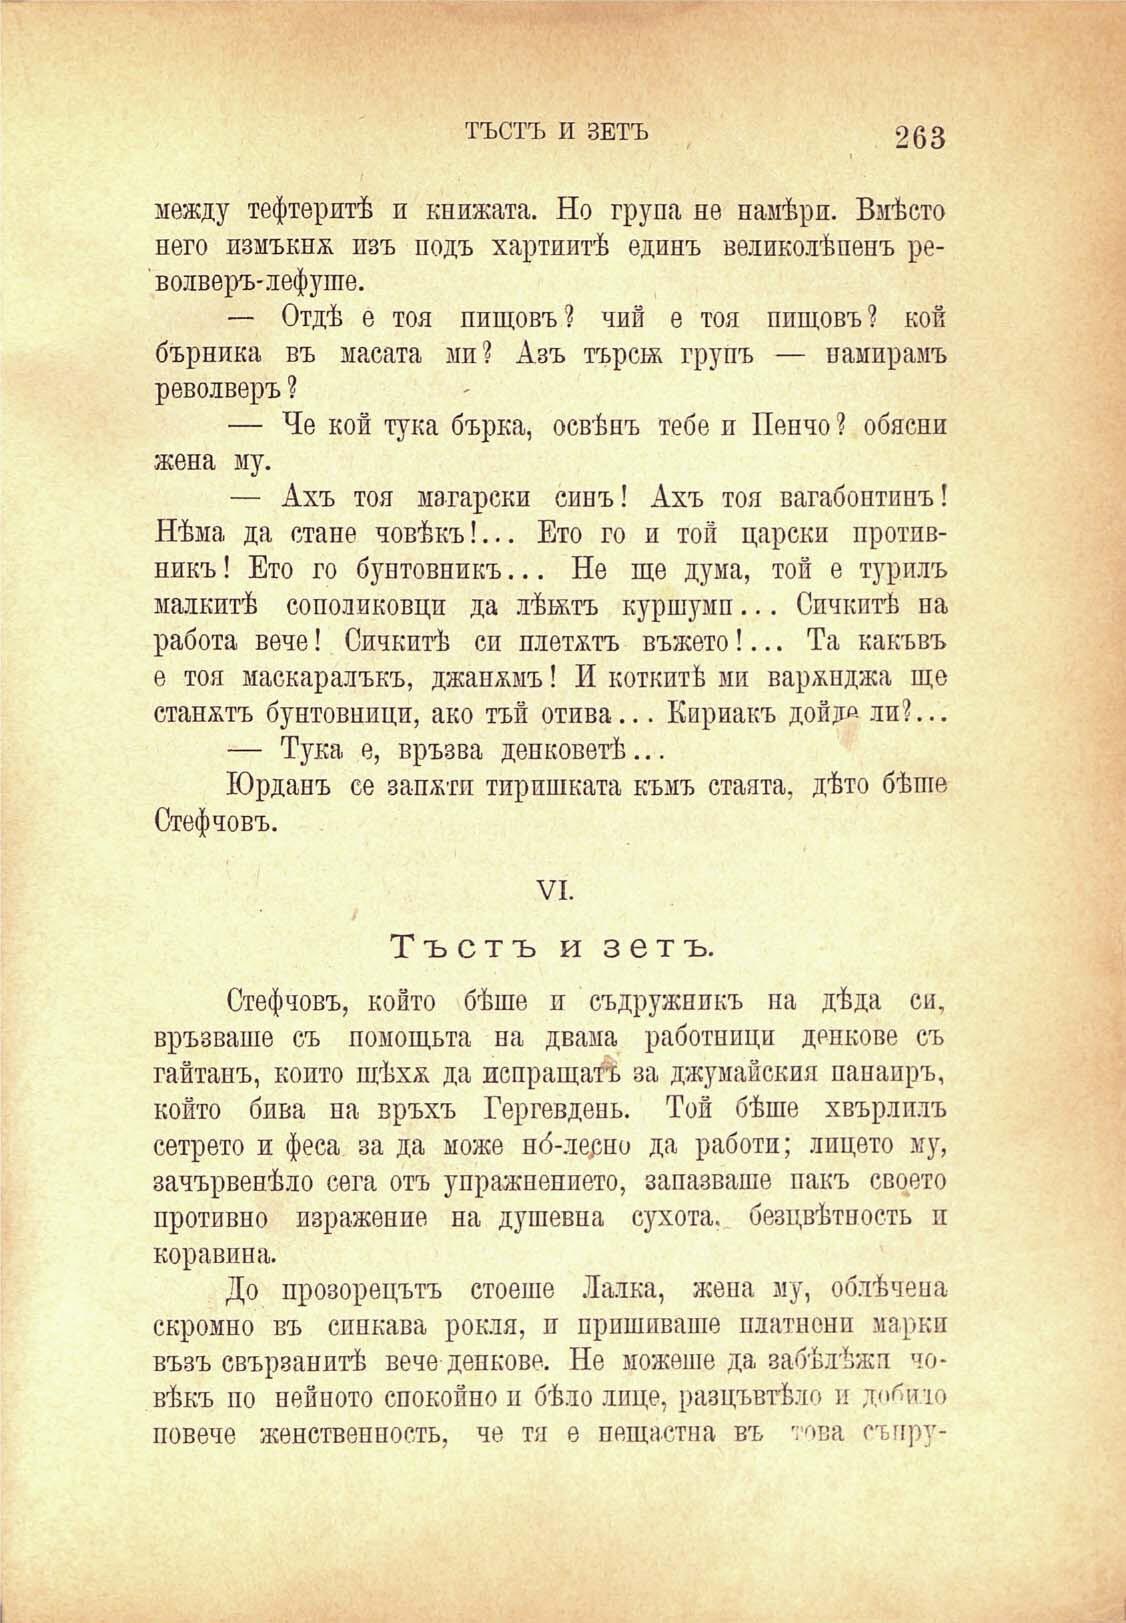 ТЪСТЪ И ЗЕТЪ
263
между тефтеритѣ и книжата. Но група не намѣри. Вмѣсто
него измъкнѫ изъ подъ хартиитѣ единъ великолѣпенъ ре-
волверъ-лефуше.
— Отдѣ е тоя пищовъ? чий е тоя пищовъ? кой
бърника въ масата ми? Азъ търсѭ групъ — намирамъ
револверъ?
— Че кой тука бърка, освѣнъ тебе и Пенчо? обясни
жена му.
— Ахъ тоя магарски синъ! Ахъ тоя вагабонтинъ!
Нѣма да стане човѣкъ!... Ето го и той царски против-
никъ! Ето го бунтовникъ... Не ще дума, той е турилъ
малкитѣ сополиковци да лѣѭтъ куршуми... Сичкитѣ на
работа вече! Сичкитѣ си плетѫтъ въжето!... Та какъвъ
е тоя маскаралъкъ, джанѫмъ! И коткитѣ ми варѫнджа ще
станѫтъ бунтовници, ако тъй отива... Кириакъ дойде ли?...
— Тука е, връзва денковетѣ...
Юрданъ се запѫти тиришката къмъ стаята, дѣто бѣше
Стефчовъ.
VI.
Тъстъ и зетъ.
Стефчовъ, който бѣше и съдружникъ на дѣда си,
връзваше съ помощьта на двама работници денкове съ
гайтанъ, които щѣхѫ да испращатъ за джумайския панаиръ,
който бива на връхъ Гергевдень. Той бѣше хвърлилъ
сетрето и феса за да може по́-лесно да работи; лицето му,
зачървенѣло сега отъ упражнението, запазваше пакъ своето
противно изражение на душевна сухота, безцвѣтность и
коравина.
До прозорецътъ стоеше Лалка, жена му, облѣчена
скромно въ синкава рокля, и пришиваше платнени марки
възъ свързанитѣ вече денкове. Не можеше да забѣлѣжи чо-
вѣкъ по нейното спокойно и бѣло лице, разцъвтѣло и добило
повече женственность, че тя е нещастна въ това съпру-